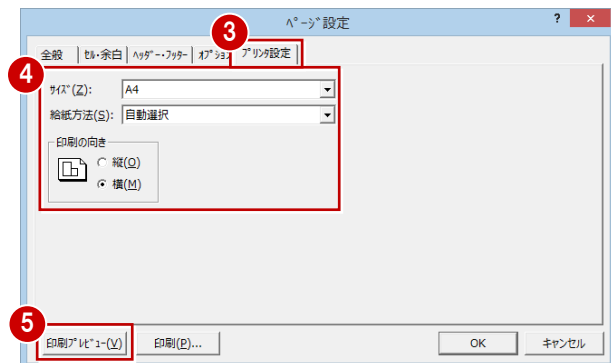 ﾍﾟｰｼﾞ設定
? ×
3
全般 ｾﾙ・余白 ﾍｯﾀﾞｰ・ﾌｯﾀｰ ｵﾌﾟｼｮﾝ ﾌﾟﾘﾝﾀ設定
4
ｻｲｽﾞ(Z): A4
給紙方法(S): 自動選択
印刷の向き
縦(O)
横(M)
5
印刷ﾌﾟﾚﾋﾞｭｰ(V) 印刷(P)... OK ｷｬﾝｾﾙ